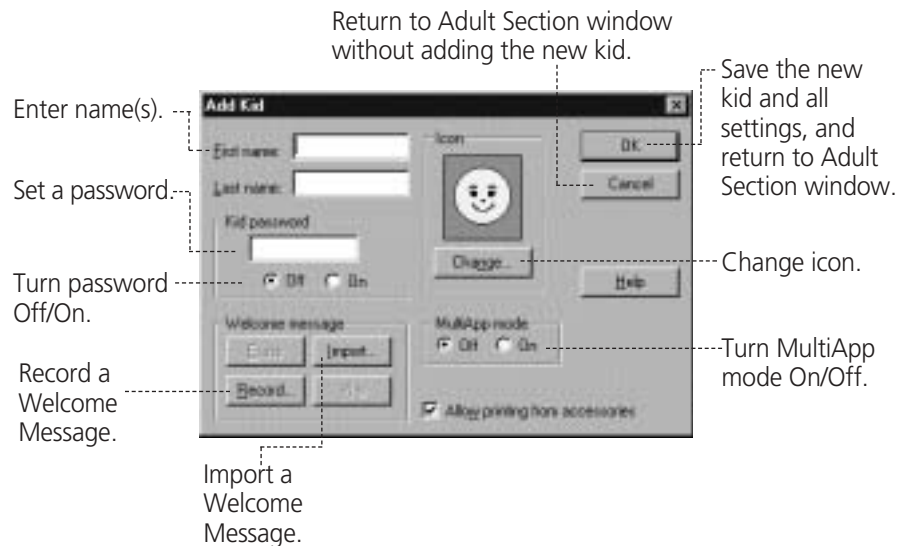 Return to Adult Section window
without adding the new kid.
Save the new
kid and all
settings, and
return to Adult
Section window.
Enter name(s).
Set a password.
Turn password
Off/On.
Record a
Welcome
Message.
Import a
Welcome
Message.
Change icon.
Turn MultiApp
mode On/Off.
Add Kid
First name:
Last name:
Kid password
Off On
Welcome message
Import...
Record...
Icon
Change...
MultiApp mode
Off On
Allow printing from accessories
OK
Cancel
Help